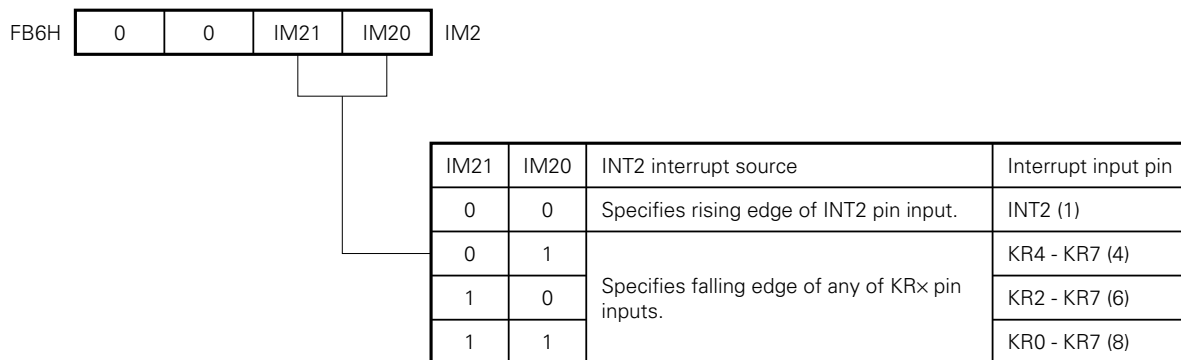 FB6H 0 0 IM21 IM20 IM2
IM21 IM20 INT2 interrupt source Interrupt input pin
0 0 Specifies rising edge of INT2 pin input. INT2 (1)
0 1 KR4 - KR7 (4)
Specifies falling edge of any of KR× pin
1 0 KR2 - KR7 (6)
inputs.
1 1 KR0 - KR7 (8)